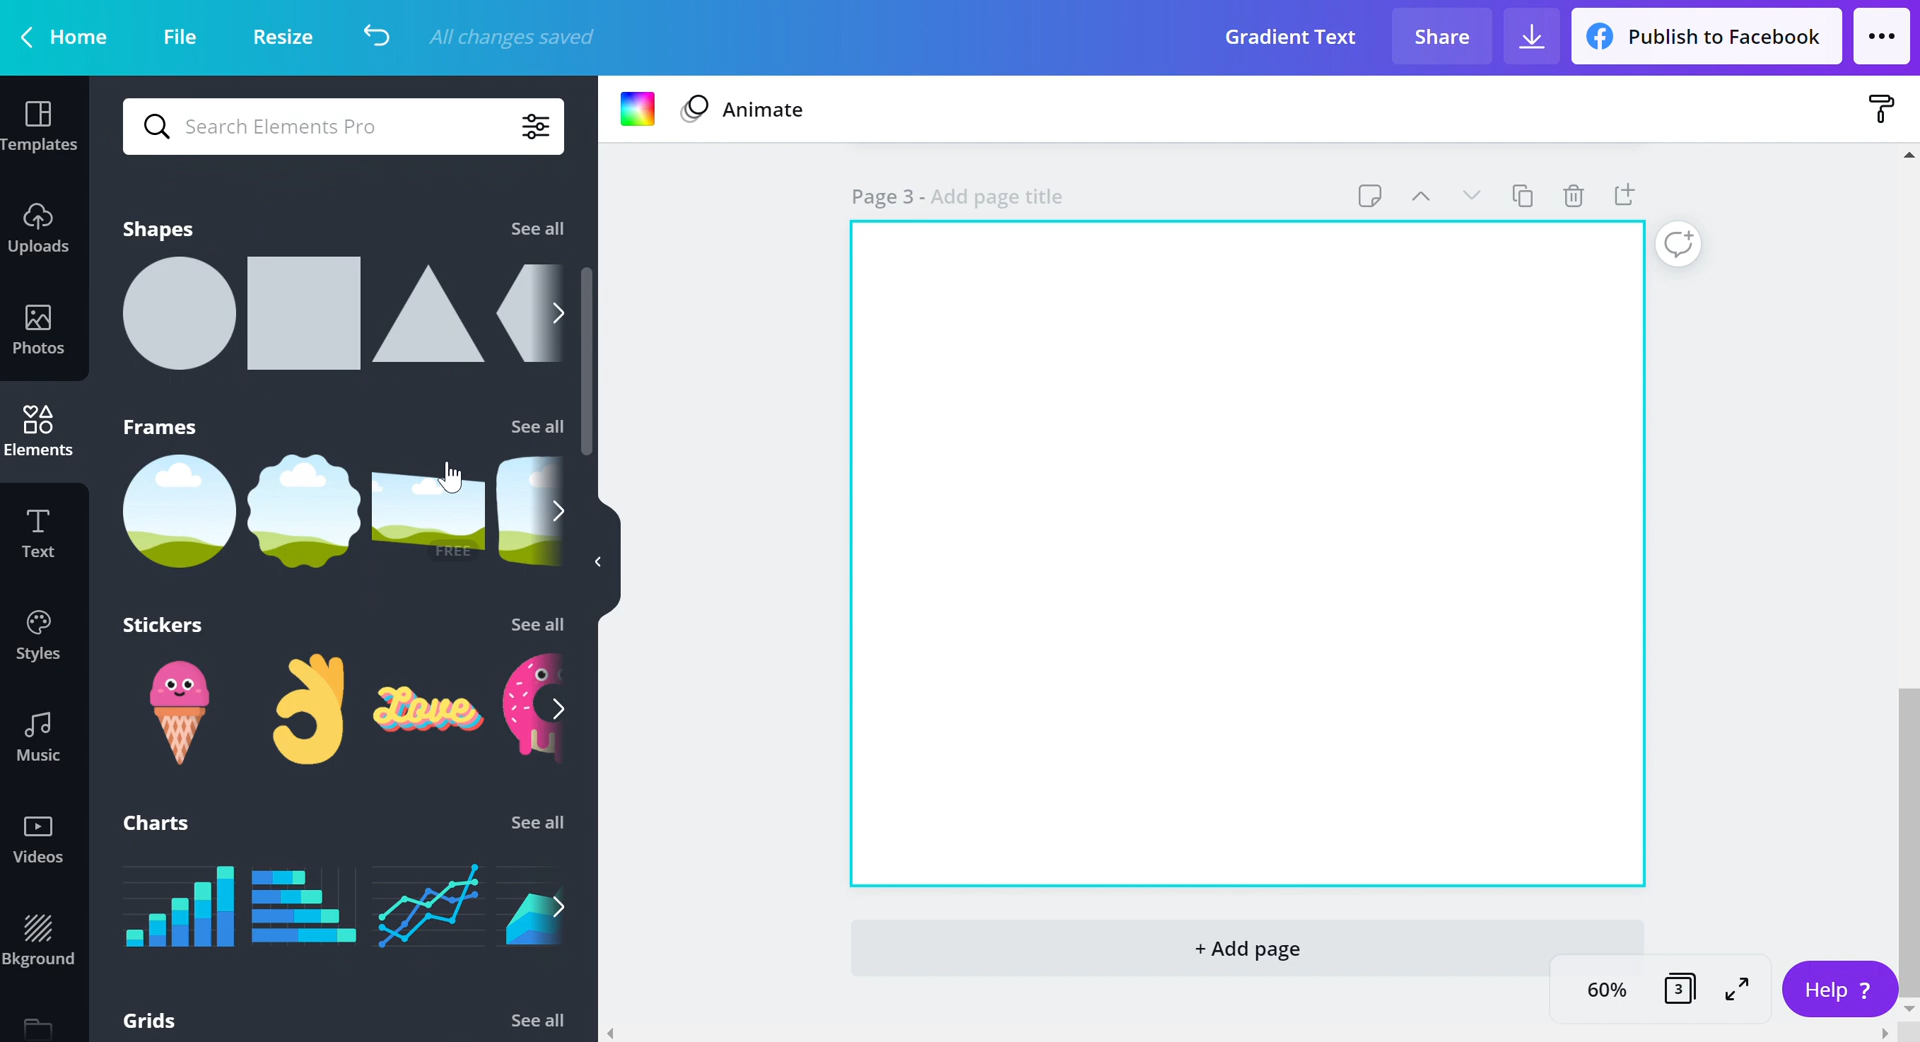 Home
File
Resize
All changes saved
Gradient Text
Share
Publish to Facebook
Templates
Uploads
Photos
Elements
Text
Styles
Music
Videos
Bkground
Search Elements Pro
Shapes
See all
Frames
See all
FREE
Stickers
See all
Love
Charts
See all
Grids
See all
Animate
Page 3 - Add page title
+ Add page
60%
3
Help ?